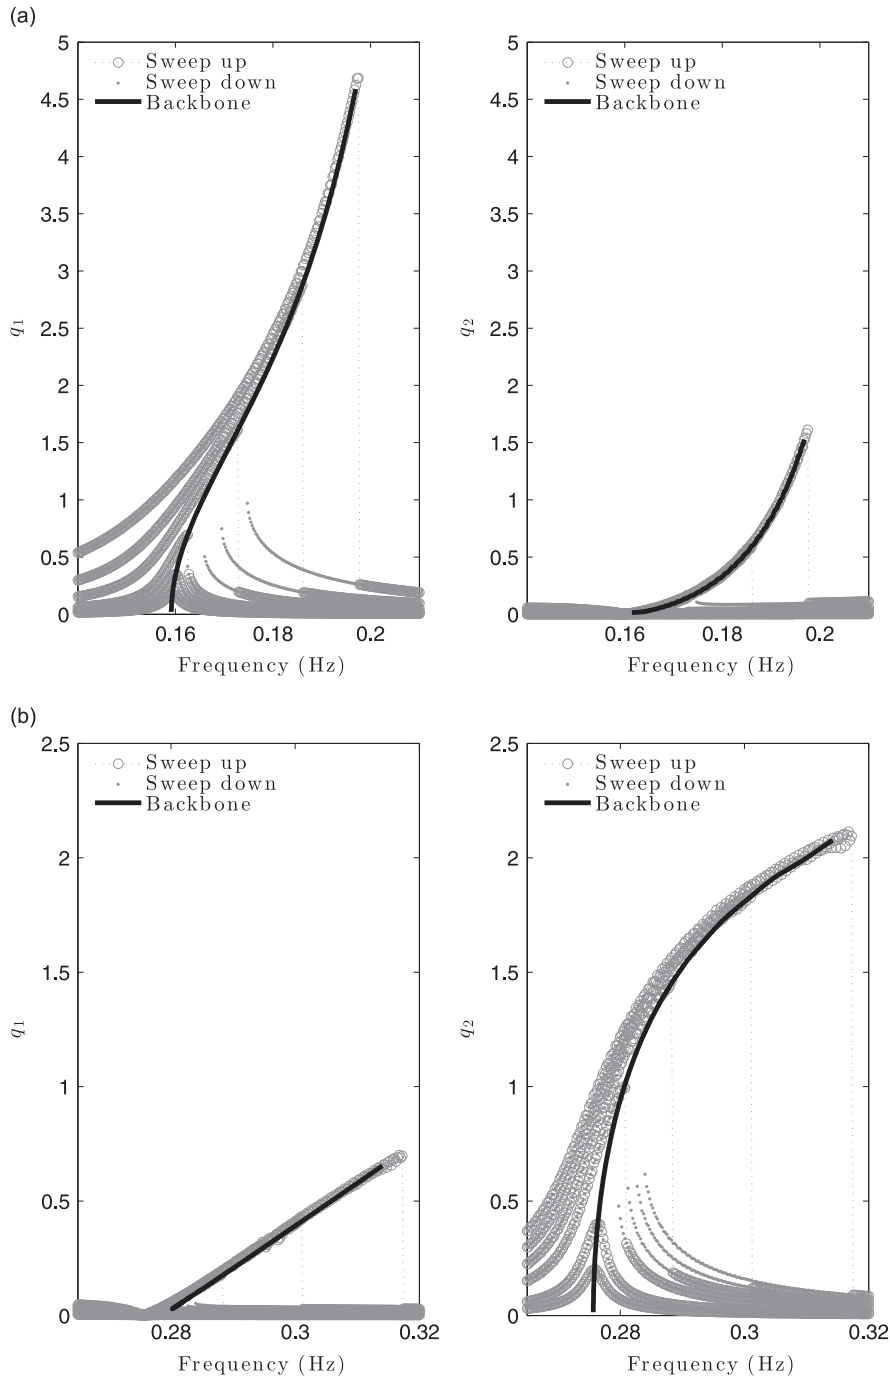 (a)
5
4.5
4
3.5
3
2.5
2
1.5
1
0.5
0
q1
Sweep up
Sweep down
Backbone
0.16 0.18 0.2
Frequency (Hz)
5
4.5
4
3.5
3
2.5
2
1.5
1
0.5
0
q2
Sweep up
Sweep down
Backbone
0.16 0.18 0.2
Frequency (Hz)
(b)
2.5
2
1.5
1
0.5
0
q1
Sweep up
Sweep down
Backbone
0.28 0.3 0.32
Frequency (Hz)
2.5
2
1.5
1
0.5
0
q2
Sweep up
Sweep down
Backbone
0.28 0.3 0.32
Frequency (Hz)